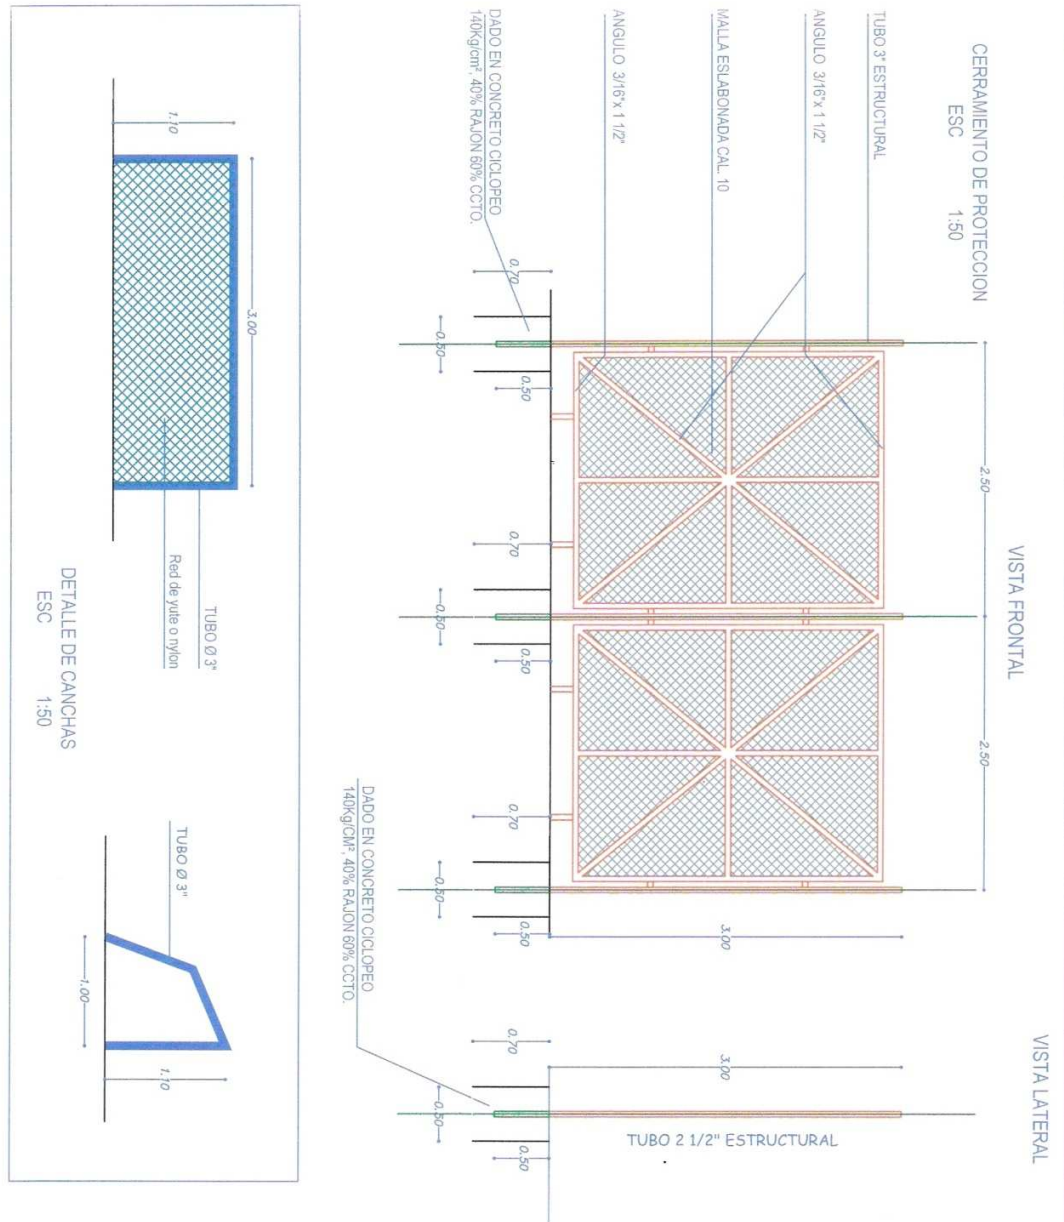 CERRAMIENTO DE PROTECCION
ESC 1:50
VISTA FRONTAL
VISTA LATERAL
TUBO 3" ESTRUCTURAL
ANGULO 3/16"x 1 1/2"
MALLA ESLABONADA CAL. 10
ANGULO 3/16"x 1 1/2"
DADO EN CONCRETO CICLOPEO
140Kg/cm², 40% RAJON 60% CCTO.
2.50
2.50
3.00
3.00
0.70
0.50
0.50
0.70
0.50
0.50
0.70
0.50
0.50
0.70
0.50
0.50
TUBO 2 1/2" ESTRUCTURAL
DADO EN CONCRETO CICLOPEO
140Kg/CM², 40% RAJON 60% CCTO.
1.10
3.00
TUBO Ø 3"
Red de yute o nylon
DETALLE DE CANCHAS
ESC 1:50
TUBO Ø 3"
1.00
1.10